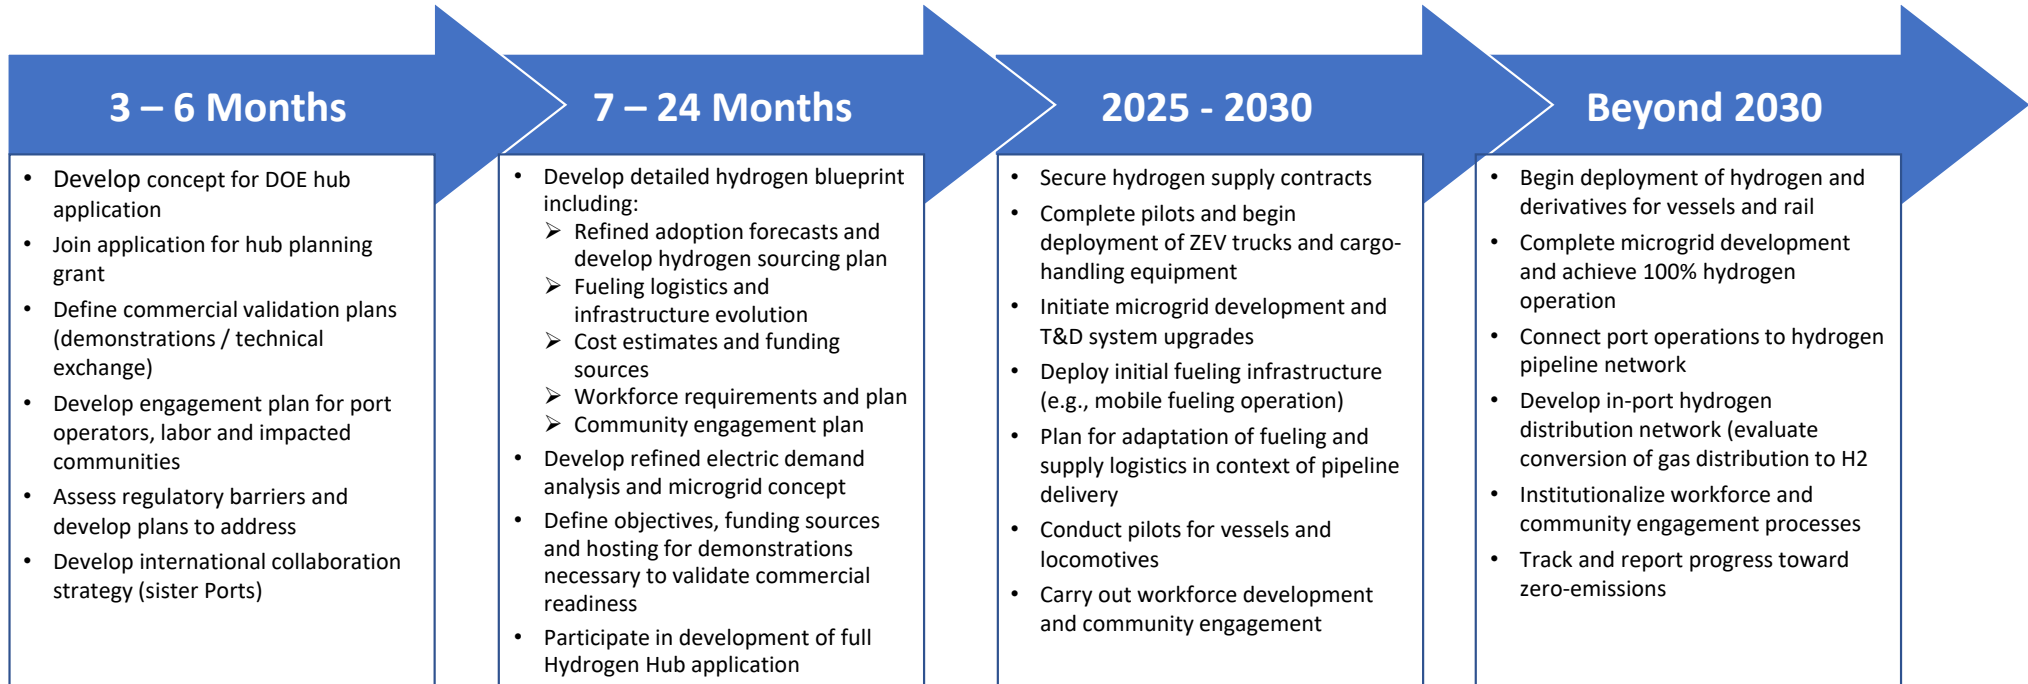 3 – 6 Months
• Develop concept for DOE hub
application
• Join application for hub planning
grant
• Define commercial validation plans
(demonstrations / technical
exchange)
• Develop engagement plan for port
operators, labor and impacted
communities
• Assess regulatory barriers and
develop plans to address
• Develop international collaboration
strategy (sister Ports)
7 – 24 Months
• Develop detailed hydrogen blueprint
including:
➢ Refined adoption forecasts and
develop hydrogen sourcing plan
➢ Fueling logistics and
infrastructure evolution
➢ Cost estimates and funding
sources
➢ Workforce requirements and plan
➢ Community engagement plan
• Develop refined electric demand
analysis and microgrid concept
• Define objectives, funding sources
and hosting for demonstrations
necessary to validate commercial
readiness
• Participate in development of full
Hydrogen Hub application
2025 - 2030
• Secure hydrogen supply contracts
• Complete pilots and begin
deployment of ZEV trucks and cargo-
handling equipment
• Initiate microgrid development and
T&D system upgrades
• Deploy initial fueling infrastructure
(e.g., mobile fueling operation)
• Plan for adaptation of fueling and
supply logistics in context of pipeline
delivery
• Conduct pilots for vessels and
locomotives
• Carry out workforce development
and community engagement
Beyond 2030
• Begin deployment of hydrogen and
derivatives for vessels and rail
• Complete microgrid development
and achieve 100% hydrogen
operation
• Connect port operations to hydrogen
pipeline network
• Develop in-port hydrogen
distribution network (evaluate
conversion of gas distribution to H2
• Institutionalize workforce and
community engagement processes
• Track and report progress toward
zero-emissions